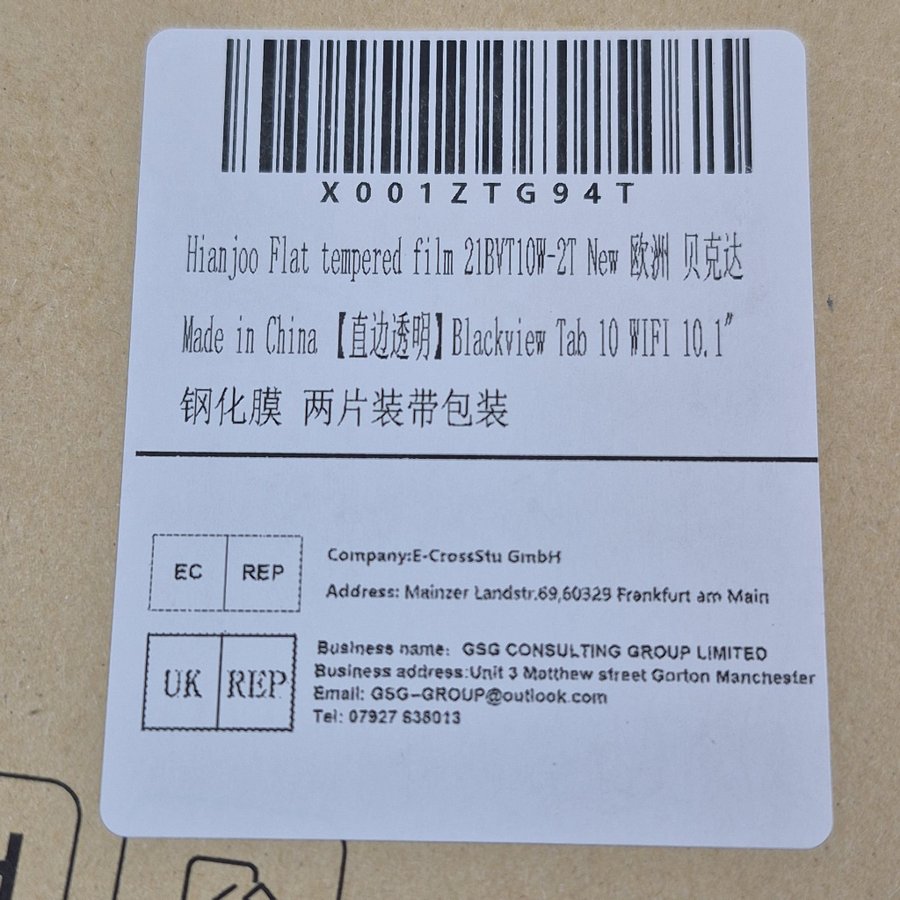 X001ZTG94T
Hianjoo Flat tempered film 21BVT10W-2T New 欧洲 贝克达
Made in China 【直边透明】Blackview Tab 10 WIFI 10.1"
钢化膜 两片装带包装
EC REP
Company:E-CrossStu GmbH
Address: Mainzer Landstr.69,60329 Frankfurt am Main
UK REP
Business name: GSG CONSULTING GROUP LIMITED
Business address:Unit 3 Matthew street Gorton Manchester
Email: GSG-GROUP@outlook.com
Tel: 07927 638013